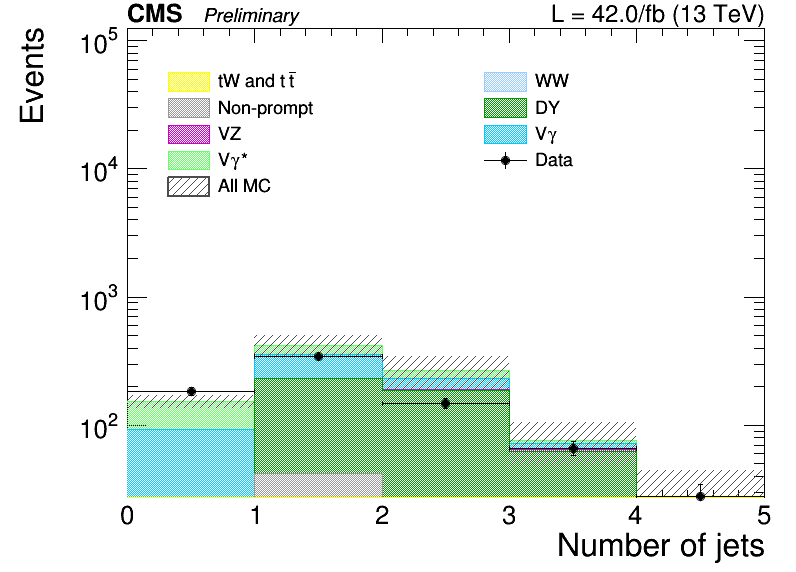 CMS Preliminary L = 42.0/fb (13 TeV)
Events
10⁵
10⁴
10³
10²
tW and t t̅
Non-prompt
VZ
Vγ*
All MC
WW
DY
Vγ
Data
0 1 2 3 4 5
Number of jets